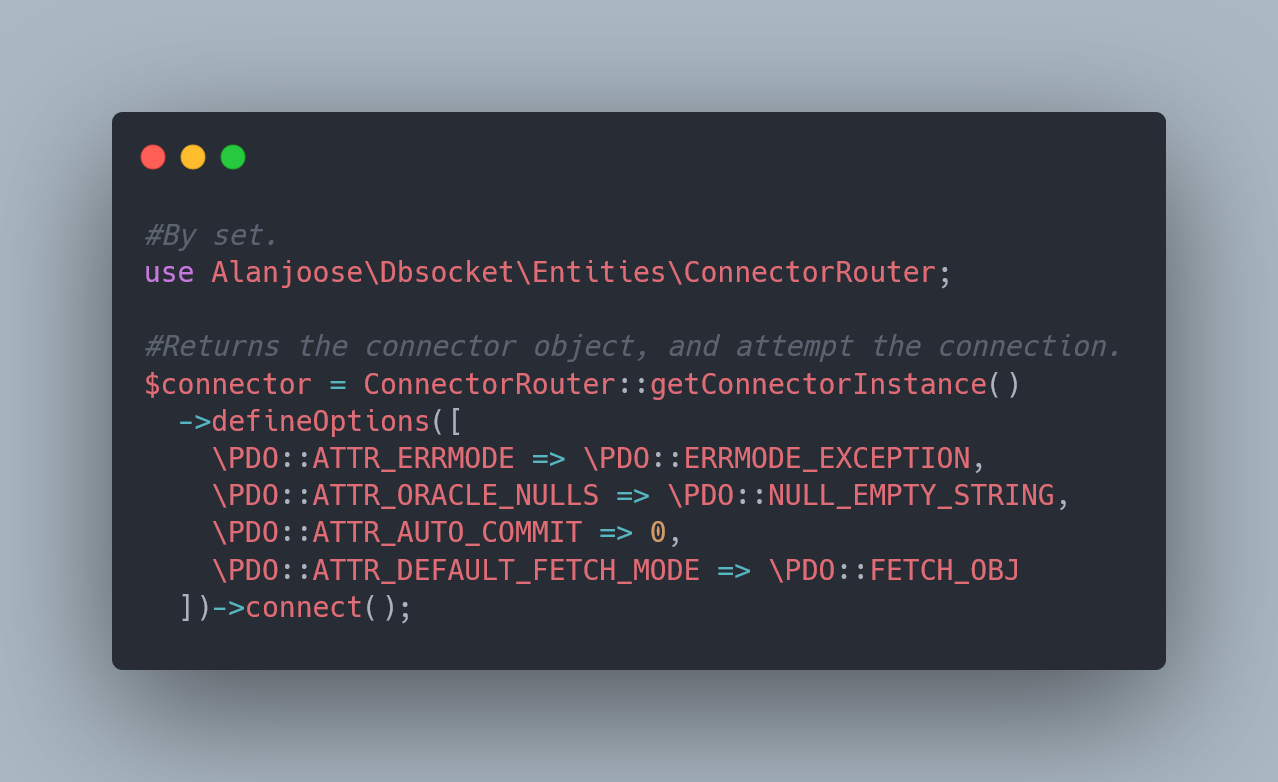 #By set.
use Alanjoose\Dbsocket\Entities\ConnectorRouter;
#Returns the connector object, and attempt the connection.
$connector = ConnectorRouter::getConnectorInstance()
  ->defineOptions([
    \PDO::ATTR_ERRMODE => \PDO::ERRMODE_EXCEPTION,
    \PDO::ATTR_ORACLE_NULLS => \PDO::NULL_EMPTY_STRING,
    \PDO::ATTR_AUTO_COMMIT => 0,
    \PDO::ATTR_DEFAULT_FETCH_MODE => \PDO::FETCH_OBJ
  ])->connect();